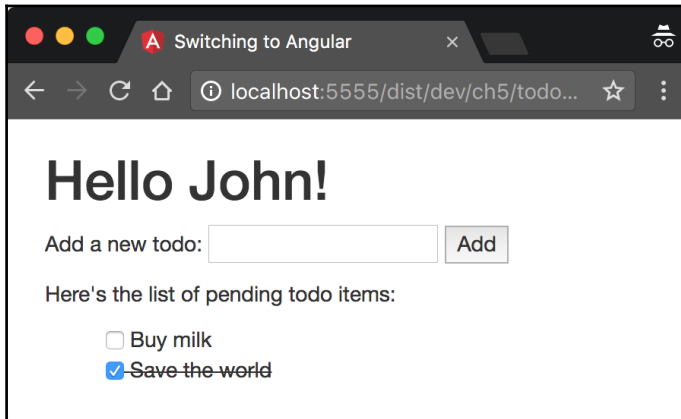 Switching to Angular
localhost:5555/dist/dev/ch5/todo...
Hello John!
Add a new todo: Add
Here's the list of pending todo items:
Buy milk
Save the world